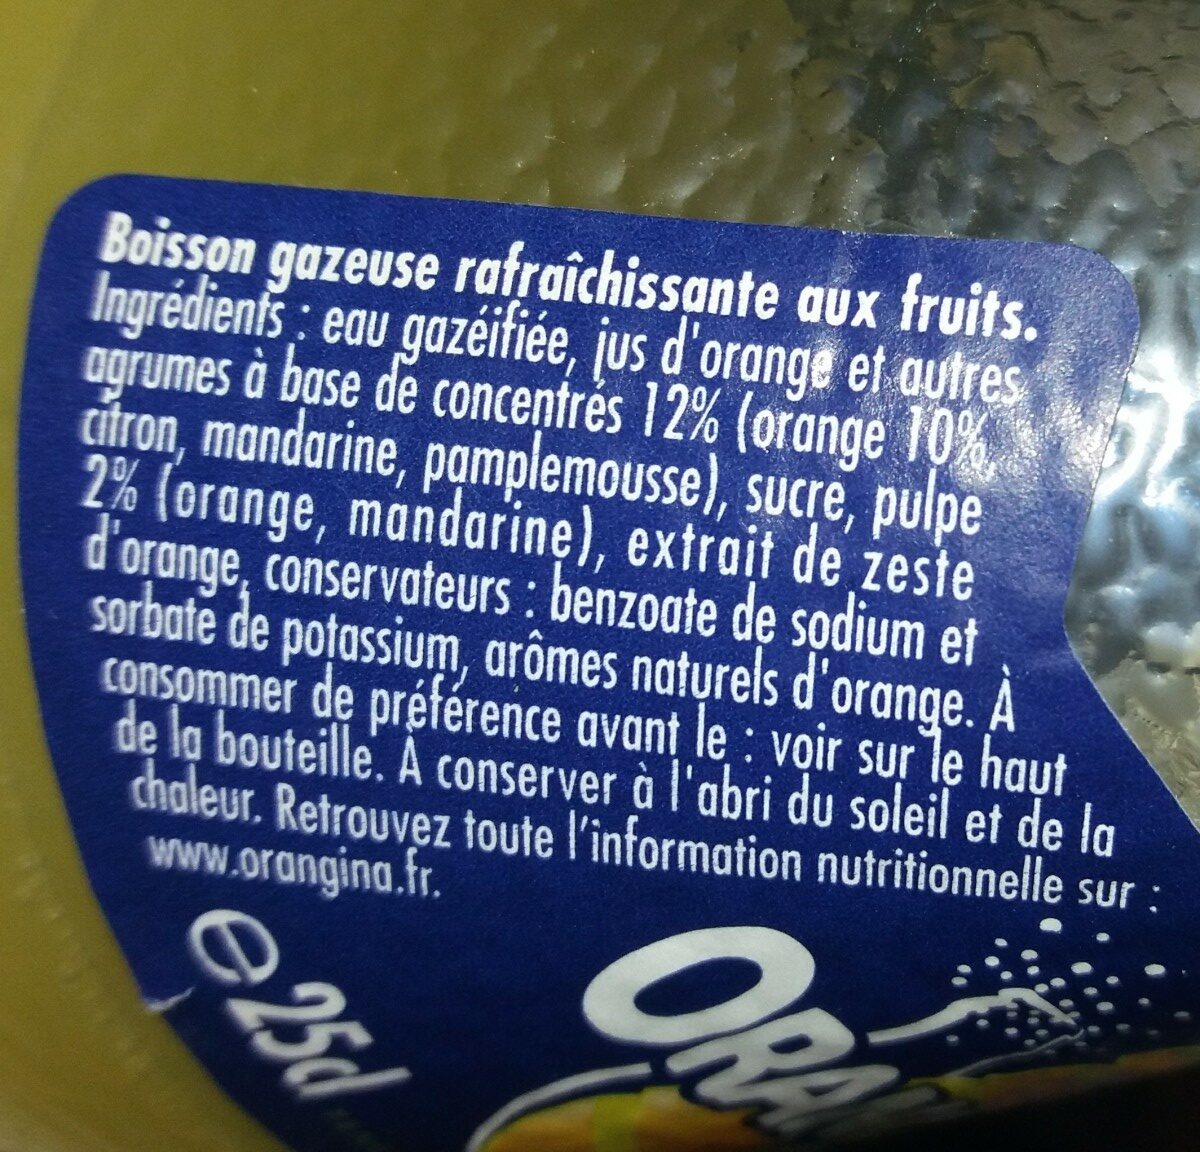 Boisson gazeuse rafraîchissante aux fruits.
Ingrédients : eau gazéifiée, jus d'orange et autres
agrumes à base de concentrés 12% (orange 10%,
citron, mandarine, pamplemousse), sucre, pulpe
2% (orange, mandarine), extrait de zeste
d'orange, conservateurs : benzoate de sodium et
sorbate de potassium, arômes naturels d'orange. À
consommer de préférence avant le : voir sur le haut
de la bouteille. À conserver à l'abri du soleil et de la
chaleur. Retrouvez toute l'information nutritionnelle sur :
www.orangina.fr.
e 25cl
ORA